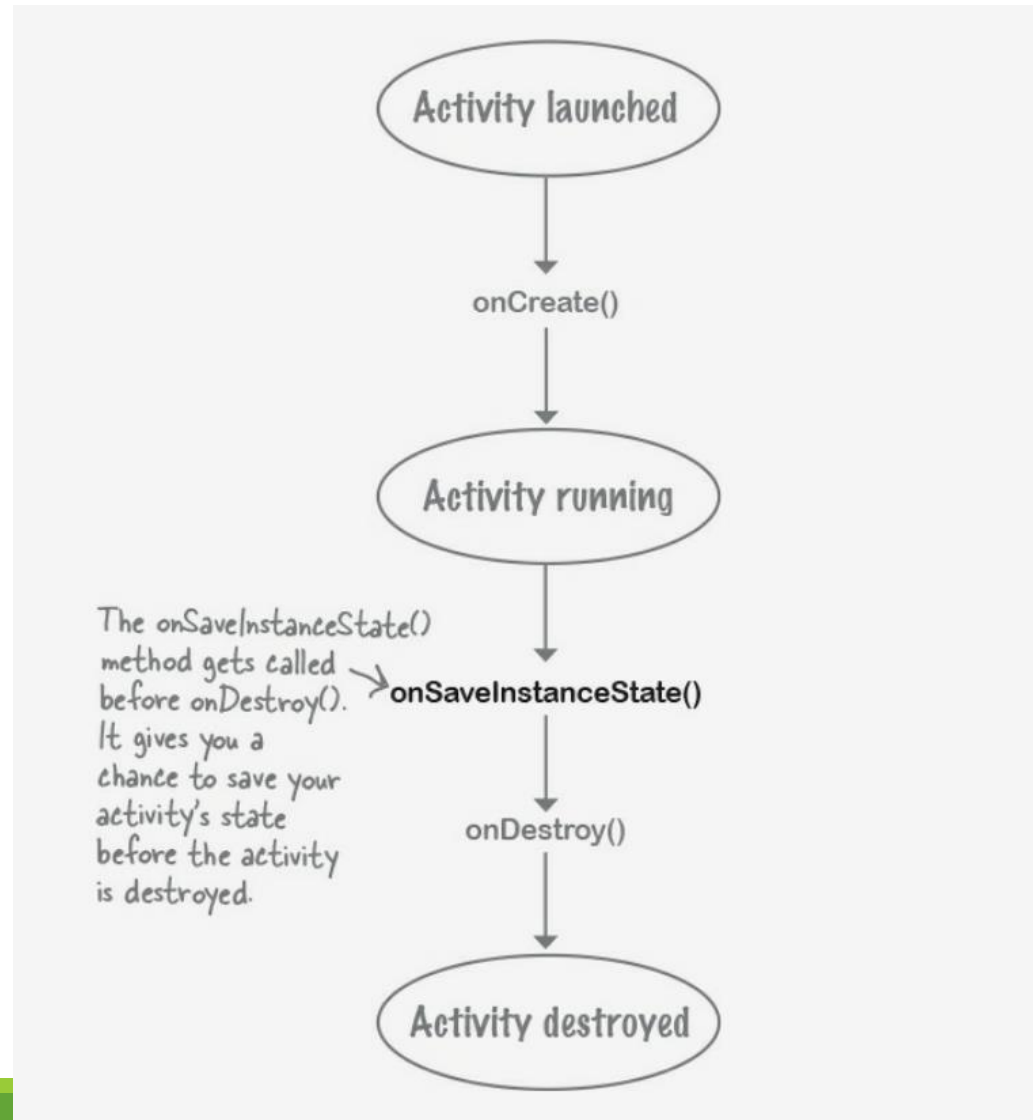 Activity launched
onCreate()
Activity running
The onSaveInstanceState()
method gets called
before onDestroy().
It gives you a
chance to save your
activity's state
before the activity
is destroyed.
onSaveInstanceState()
onDestroy()
Activity destroyed